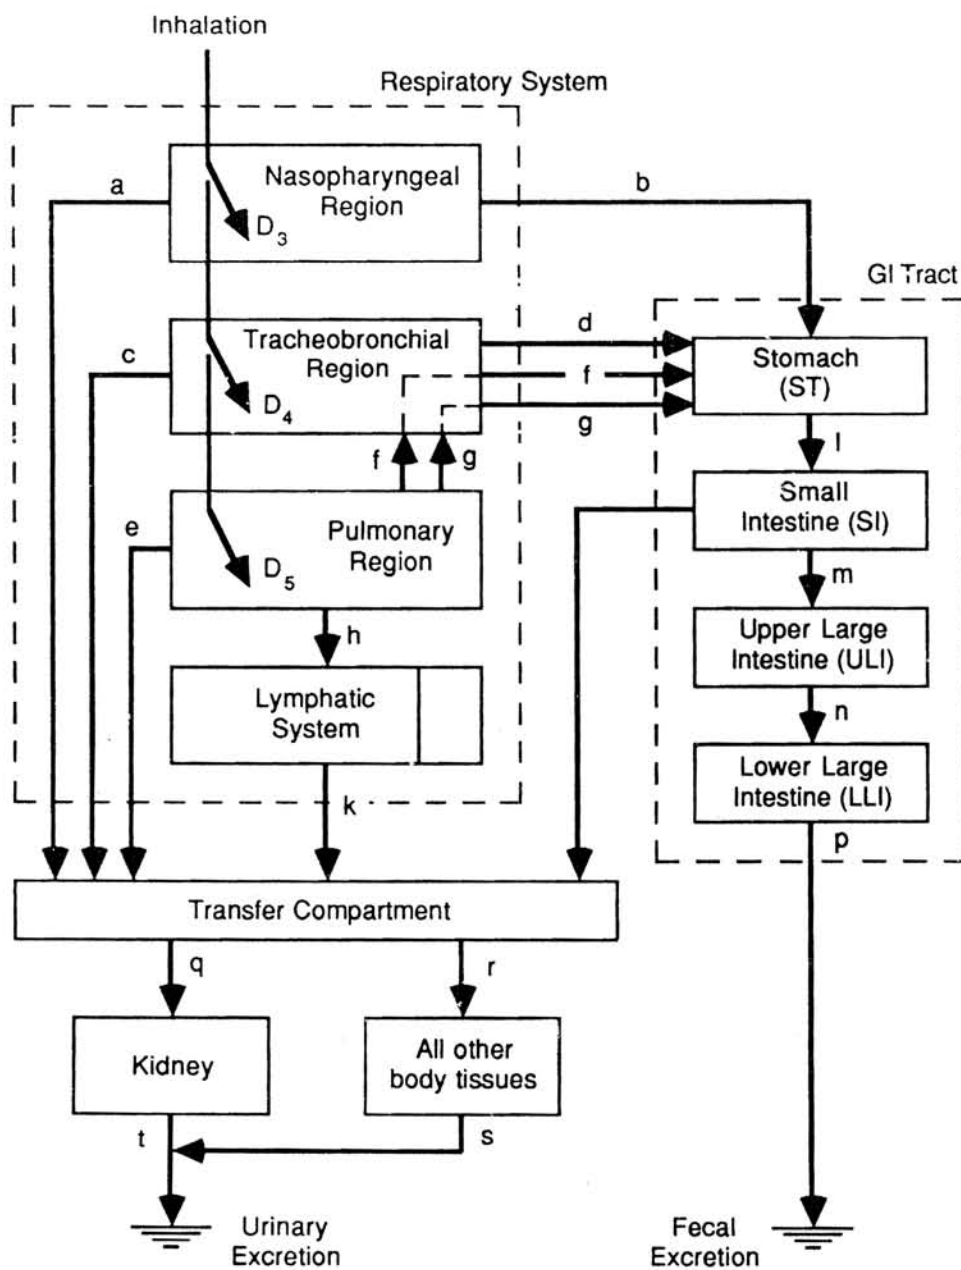 Inhalation
Respiratory System
Nasopharyngeal
Region
a
b
D3
GI Tract
Tracheobronchial
Region
c
d
D4
f
g
Stomach
(ST)
l
f
g
Pulmonary
Region
e
D5
Small
Intestine (SI)
m
h
Upper Large
Intestine (ULI)
n
Lymphatic
System
Lower Large
Intestine (LLI)
k
p
Transfer Compartment
q
r
Kidney
All other
body tissues
t
s
Urinary
Excretion
Fecal
Excretion